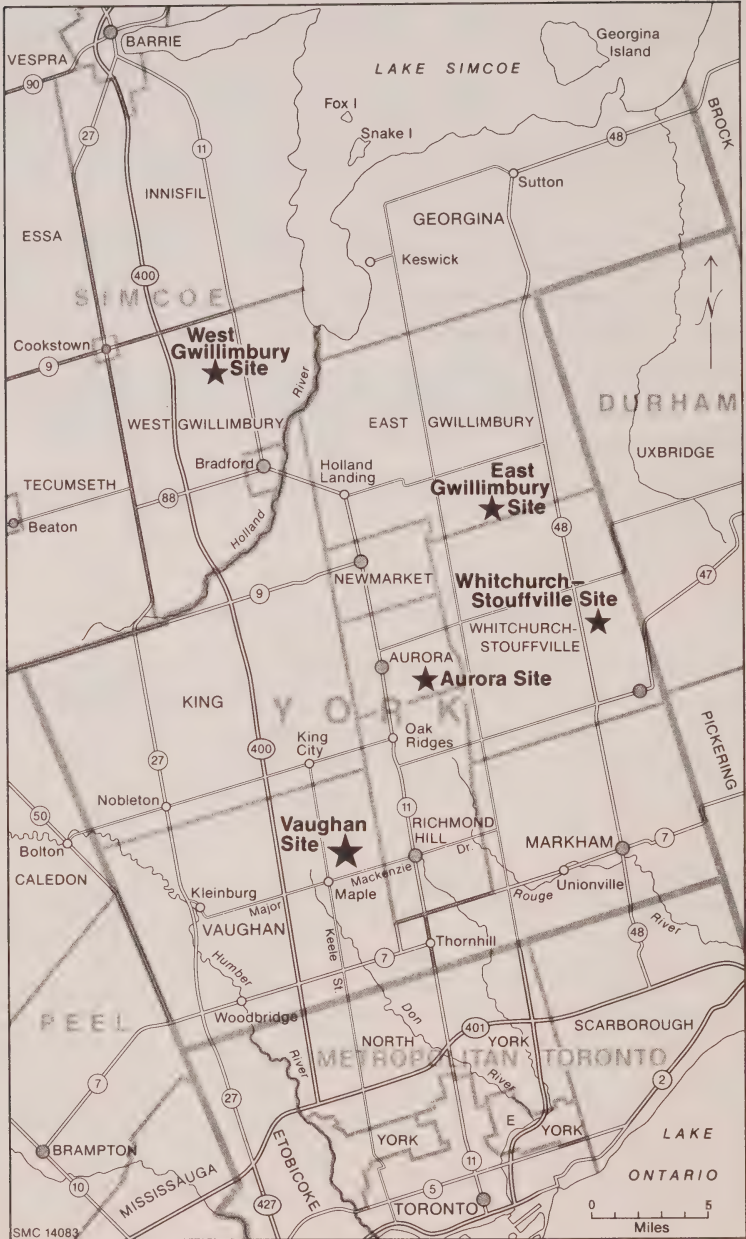 BARRIE
VESPRA
90
LAKE SIMCOE
Georgina
Island
Fox I
Snake I
BROCK
27
11
48
Sutton
INNISFIL
GEORGINA
ESSA
Keswick
400
SIMCOE
N
Cookstown
9
West
Gwillimbury
Site
River
DURHAM
WEST GWILLIMBURY
EAST GWILLIMBURY
UXBRIDGE
Bradford
Holland
Landing
East
Gwillimbury
Site
TECUMSETH
88
Beaton
Holland
48
47
NEWMARKET
9
Whitchurch–
Stouffville Site
WHITCHURCH-
STOUFFVILLE
AURORA
Aurora Site
KING
YORK
27
400
King
City
Oak
Ridges
PICKERING
Nobleton
50
Bolton
11
Vaughan
Site
RICHMOND
HILL
MARKHAM
7
CALEDON
Major
Mackenzie
Dr.
Maple
Kleinburg
Rouge
River
Unionville
VAUGHAN
Keele
St.
7
Thornhill
48
Humber
River
Woodbridge
Don
River
PEEL
NORTH YORK
401
SCARBOROUGH
METROPOLITAN TORONTO
7
27
2
E YORK
YORK
LAKE
ONTARIO
BRAMPTON
ETOBICOKE
11
5
10
MISSISSAUGA
427
TORONTO
0 5
Miles
SMC 14083